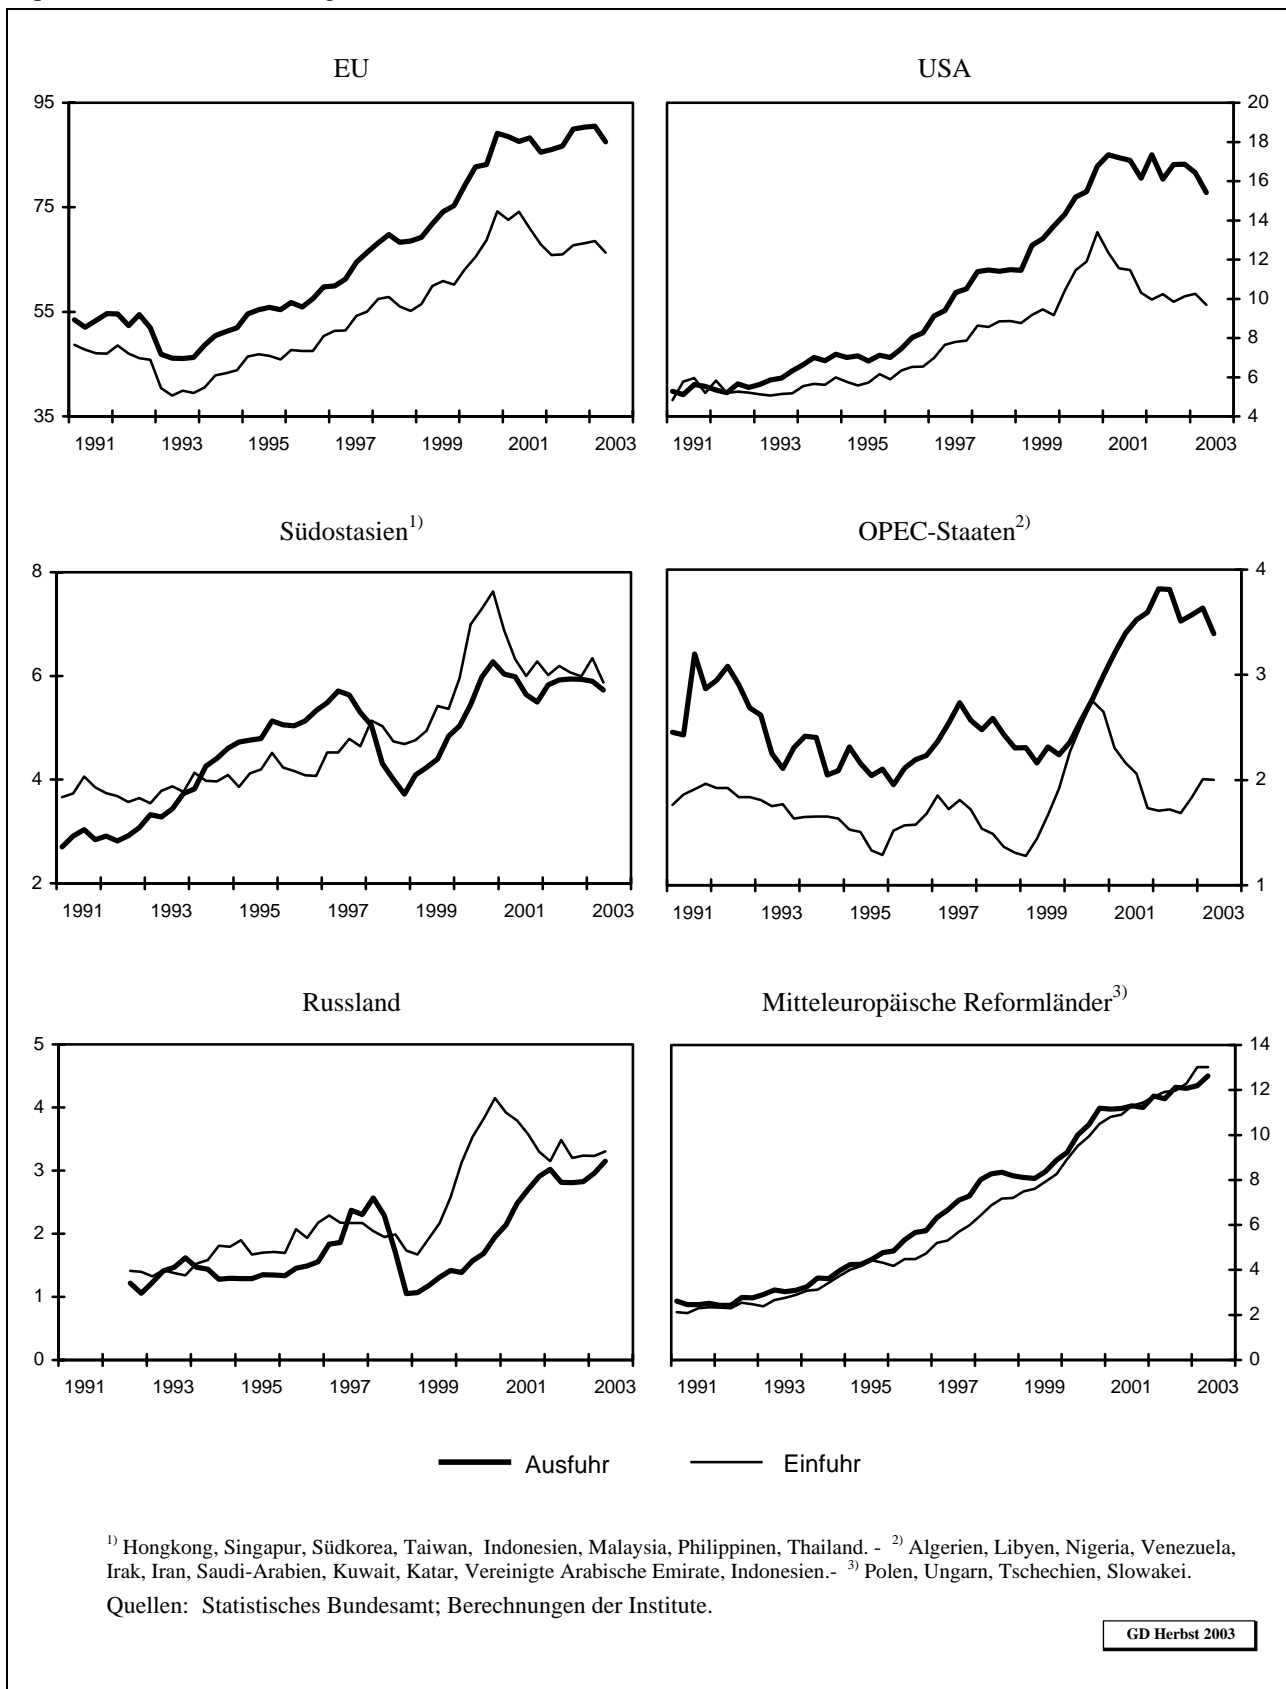 EU
USA
95
75
55
35
20
18
16
14
12
10
8
6
4
1991 1993 1995 1997 1999 2001 2003
1991 1993 1995 1997 1999 2001 2003
Südostasien1)
OPEC-Staaten2)
8
6
4
2
4
3
2
1
1991 1993 1995 1997 1999 2001 2003
1991 1993 1995 1997 1999 2001 2003
Russland
Mitteleuropäische Reformländer3)
5
4
3
2
1
0
14
12
10
8
6
4
2
0
1991 1993 1995 1997 1999 2001 2003
1991 1993 1995 1997 1999 2001 2003
Ausfuhr
Einfuhr
1) Hongkong, Singapur, Südkorea, Taiwan, Indonesien, Malaysia, Philippinen, Thailand. - 2) Algerien, Libyen, Nigeria, Venezuela,
Irak, Iran, Saudi-Arabien, Kuwait, Katar, Vereinigte Arabische Emirate, Indonesien.- 3) Polen, Ungarn, Tschechien, Slowakei.
Quellen: Statistisches Bundesamt; Berechnungen der Institute.
GD Herbst 2003